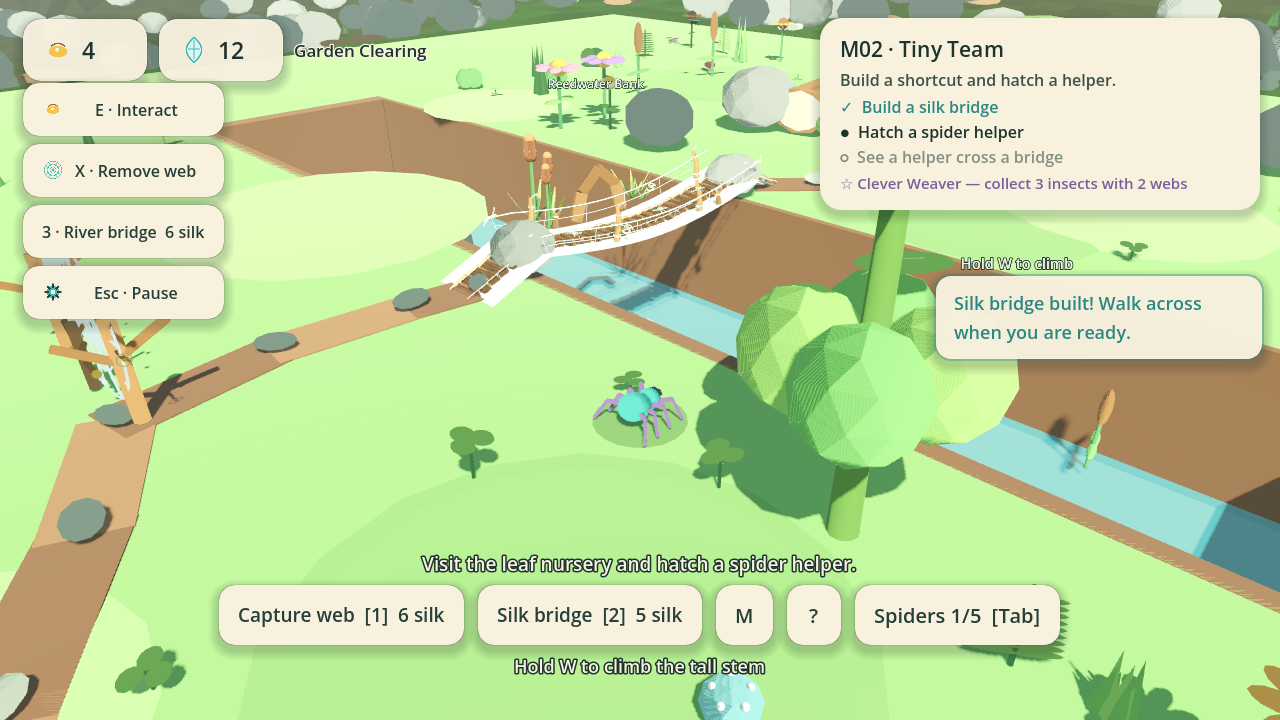 4
12
Garden Clearing
E · Interact
X · Remove web
3 · River bridge 6 silk
Esc · Pause
Reedwater Bank
M02 · Tiny Team
Build a shortcut and hatch a helper.
✓ Build a silk bridge
● Hatch a spider helper
○ See a helper cross a bridge
☆ Clever Weaver — collect 3 insects with 2 webs
Hold W to climb
Silk bridge built! Walk across
when you are ready.
Visit the leaf nursery and hatch a spider helper.
Capture web [1] 6 silk
Silk bridge [2] 5 silk
M
?
Spiders 1/5 [Tab]
Hold W to climb the tall stem